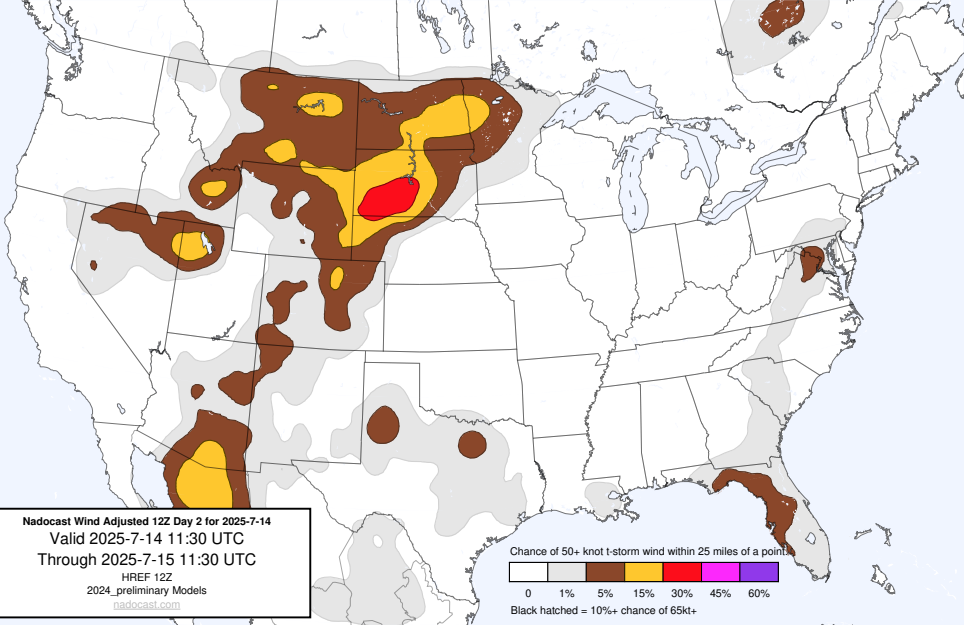 Nadocast Wind Adjusted 12Z Day 2 for 2025-7-14
Valid 2025-7-14 11:30 UTC
Through 2025-7-15 11:30 UTC
HREF 12Z
2024_preliminary Models
nadocast.com
Chance of 50+ knot t-storm wind within 25 miles of a point.
0 1% 5% 15% 30% 45% 60%
Black hatched = 10%+ chance of 65kt+